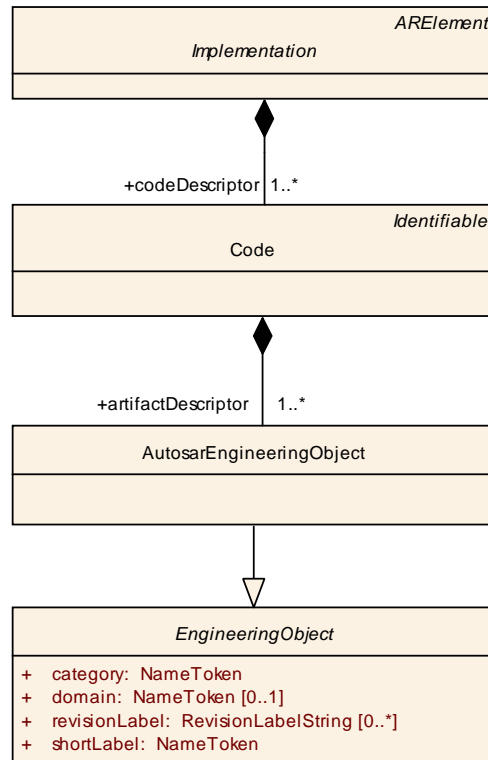 ARElement
Implementation
+codeDescriptor 1..*
Identifiable
Code
+artifactDescriptor 1..*
AutosarEngineeringObject
EngineeringObject
+ category: NameToken
+ domain: NameToken [0..1]
+ revisionLabel: RevisionLabelString [0..*]
+ shortLabel: NameToken